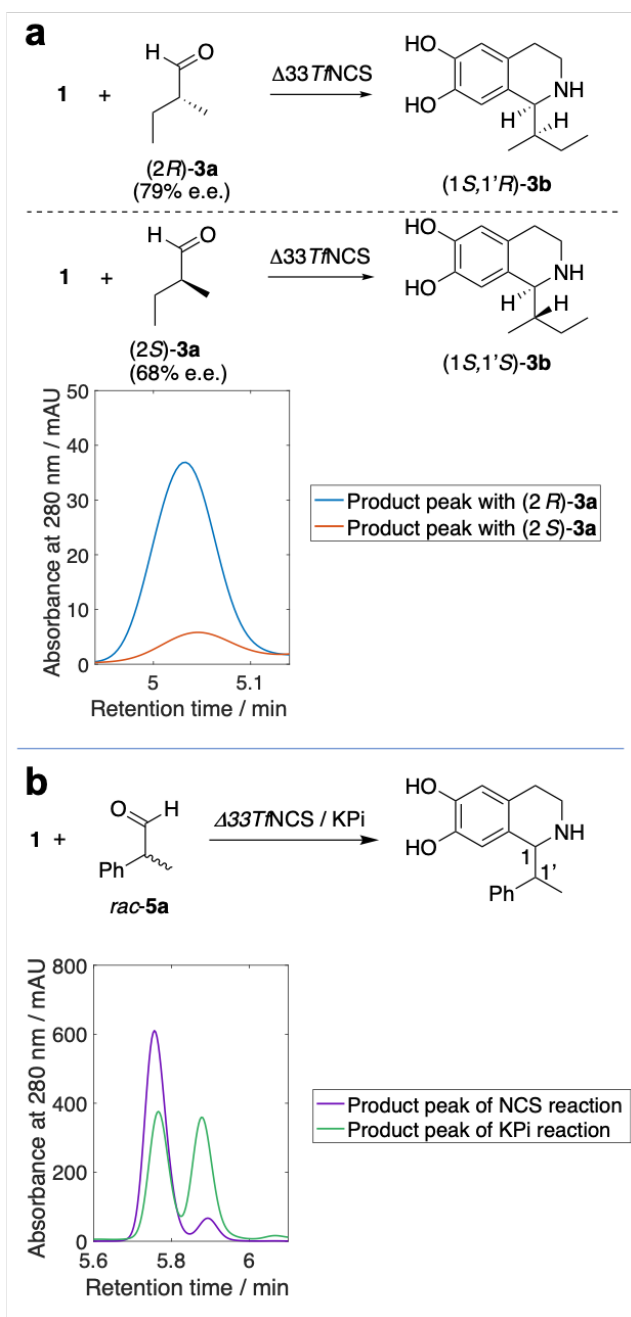 a
1 + H O Δ33TfNCS HO HO NH H H
(2R)-3a
(79% e.e.)
(1S,1'R)-3b
1 + H O Δ33TfNCS HO HO NH H H
(2S)-3a
(68% e.e.)
(1S,1'S)-3b
Absorbance at 280 nm / mAU
50
40
30
20
10
0
5 5.1
Retention time / min
Product peak with (2 R)-3a
Product peak with (2 S)-3a
b
1 + O H Ph Δ33TfNCS / KPi HO HO NH 1 1' Ph
rac-5a
Absorbance at 280 nm / mAU
800
600
400
200
0
5.6 5.8 6
Retention time / min
Product peak of NCS reaction
Product peak of KPi reaction